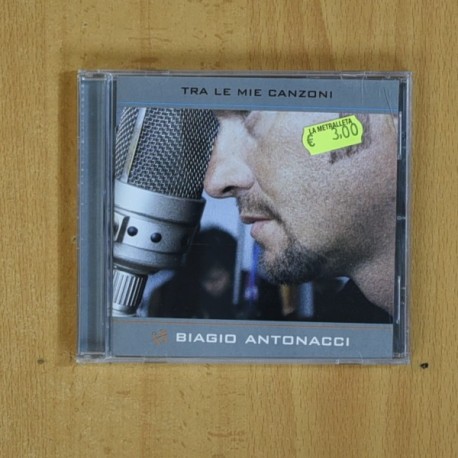 TRA LE MIE CANZONI
LA METRALLETA
€ 3,00
BIAGIO ANTONACCI